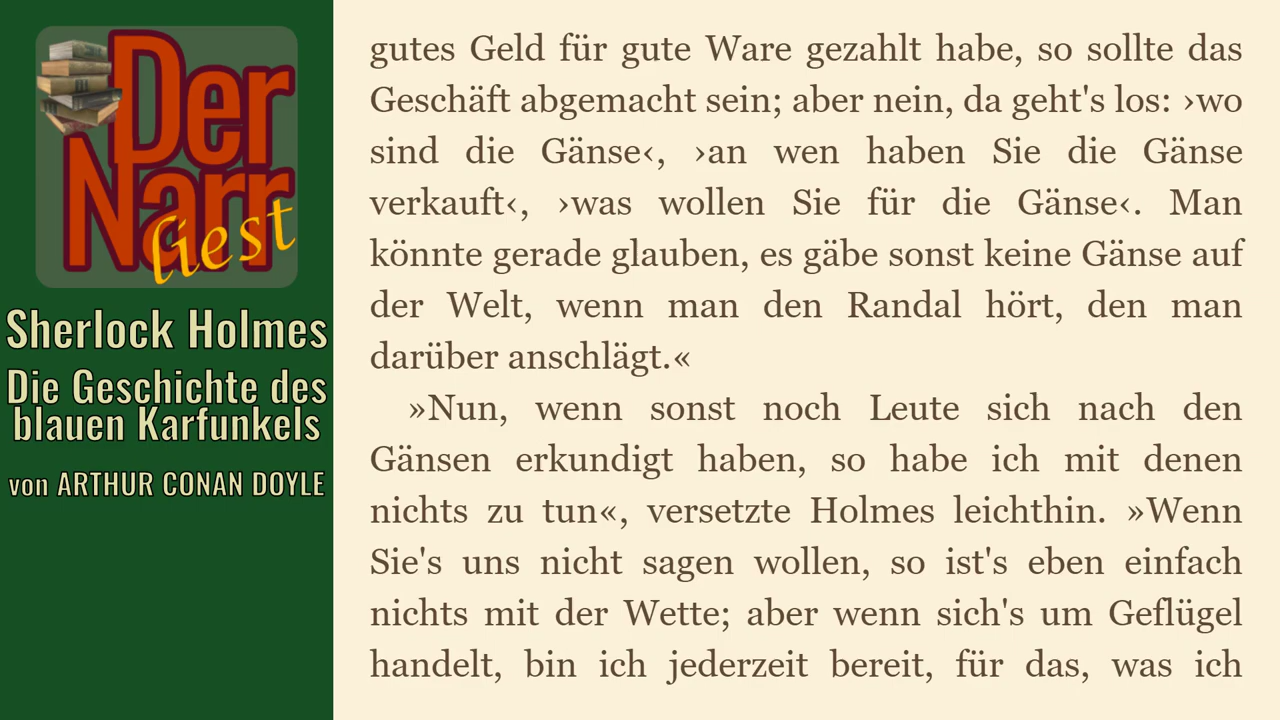 Der
Narr
liest
Sherlock Holmes
Die Geschichte des
blauen Karfunkels
von ARTHUR CONAN DOYLE
gutes Geld für gute Ware gezahlt habe, so sollte das
Geschäft abgemacht sein; aber nein, da geht's los: ›wo
sind die Gänse‹, ›an wen haben Sie die Gänse
verkauft‹, ›was wollen Sie für die Gänse‹. Man
könnte gerade glauben, es gäbe sonst keine Gänse auf
der Welt, wenn man den Randal hört, den man
darüber anschlägt.«
»Nun, wenn sonst noch Leute sich nach den
Gänsen erkundigt haben, so habe ich mit denen
nichts zu tun«, versetzte Holmes leichthin. »Wenn
Sie's uns nicht sagen wollen, so ist's eben einfach
nichts mit der Wette; aber wenn sich's um Geflügel
handelt, bin ich jederzeit bereit, für das, was ich